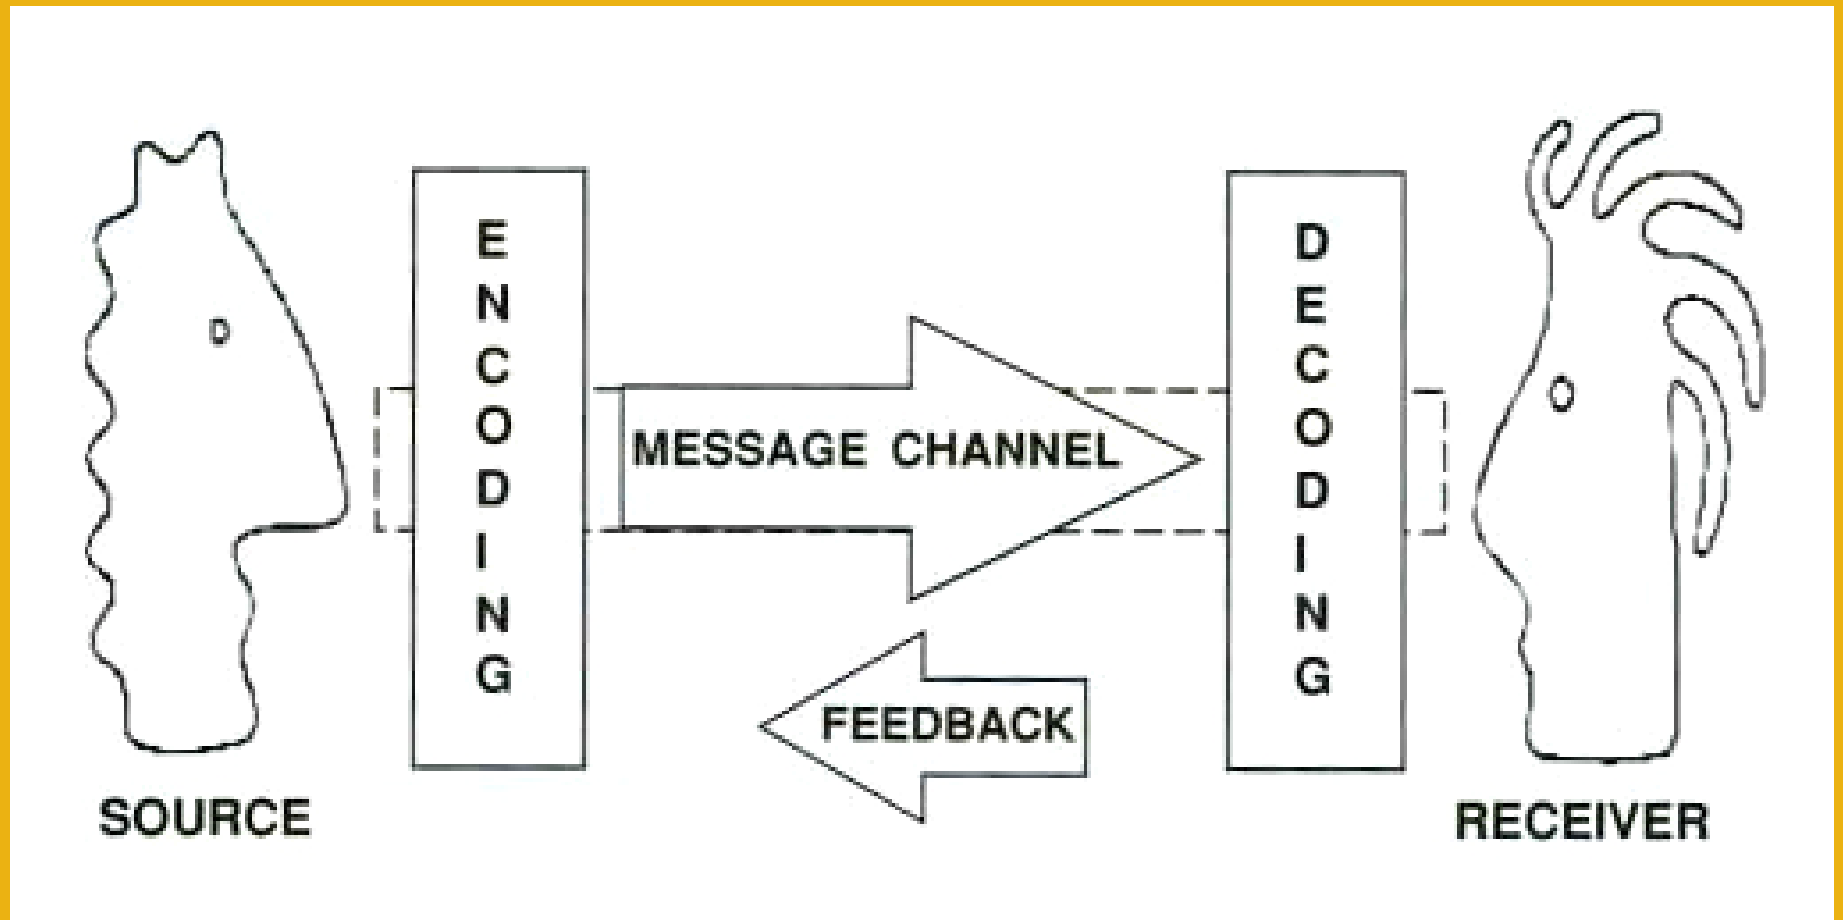 ENCODING
DECODING
MESSAGE CHANNEL
FEEDBACK
SOURCE
RECEIVER